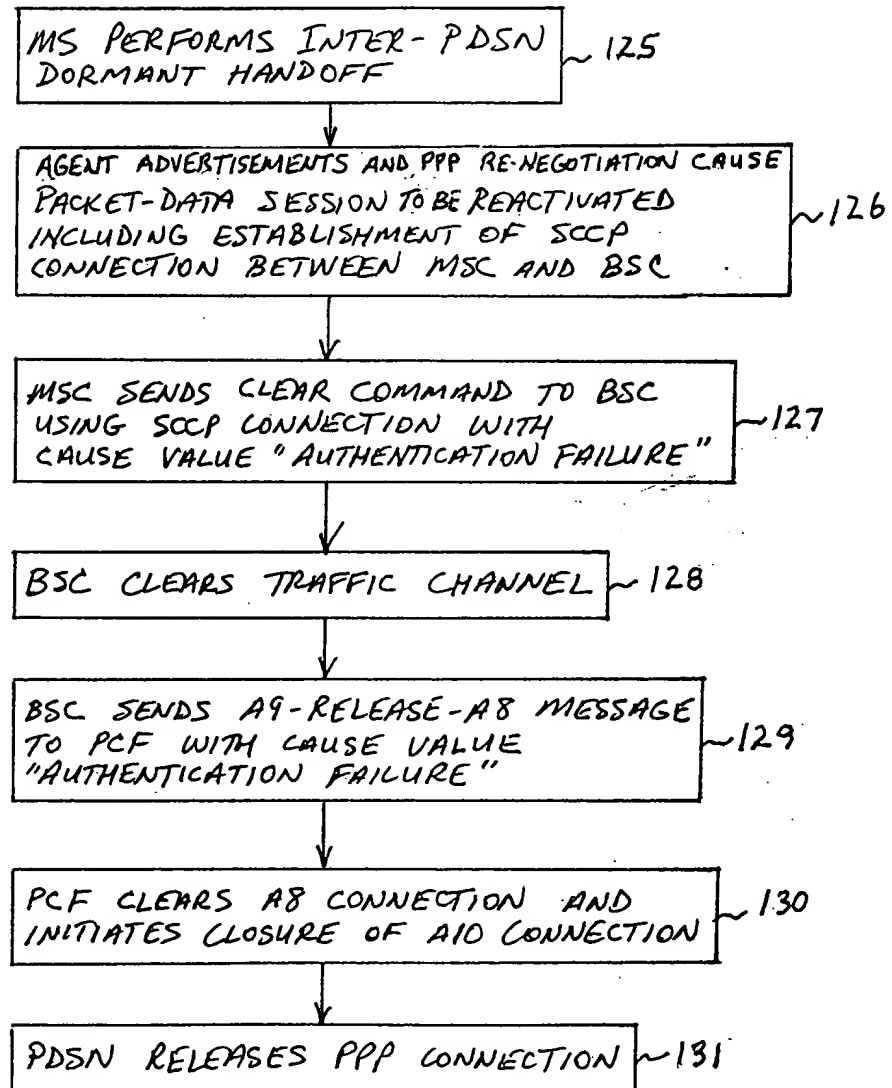 MS PERFORMS INTER-PDSN
DORMANT HANDOFF
125
AGENT ADVERTISEMENTS AND PPP RE-NEGOTIATION CAUSE
PACKET-DATA SESSION TO BE REACTIVATED
INCLUDING ESTABLISHMENT OF SCCP
CONNECTION BETWEEN MSC AND BSC
126
MSC SENDS CLEAR COMMAND TO BSC
USING SCCP CONNECTION WITH
CAUSE VALUE "AUTHENTICATION FAILURE"
127
BSC CLEARS TRAFFIC CHANNEL
128
BSC SENDS A9-RELEASE-A8 MESSAGE
TO PCF WITH CAUSE VALUE
"AUTHENTICATION FAILURE"
129
PCF CLEARS A8 CONNECTION AND
INITIATES CLOSURE OF A10 CONNECTION
130
PDSN RELEASES PPP CONNECTION
131